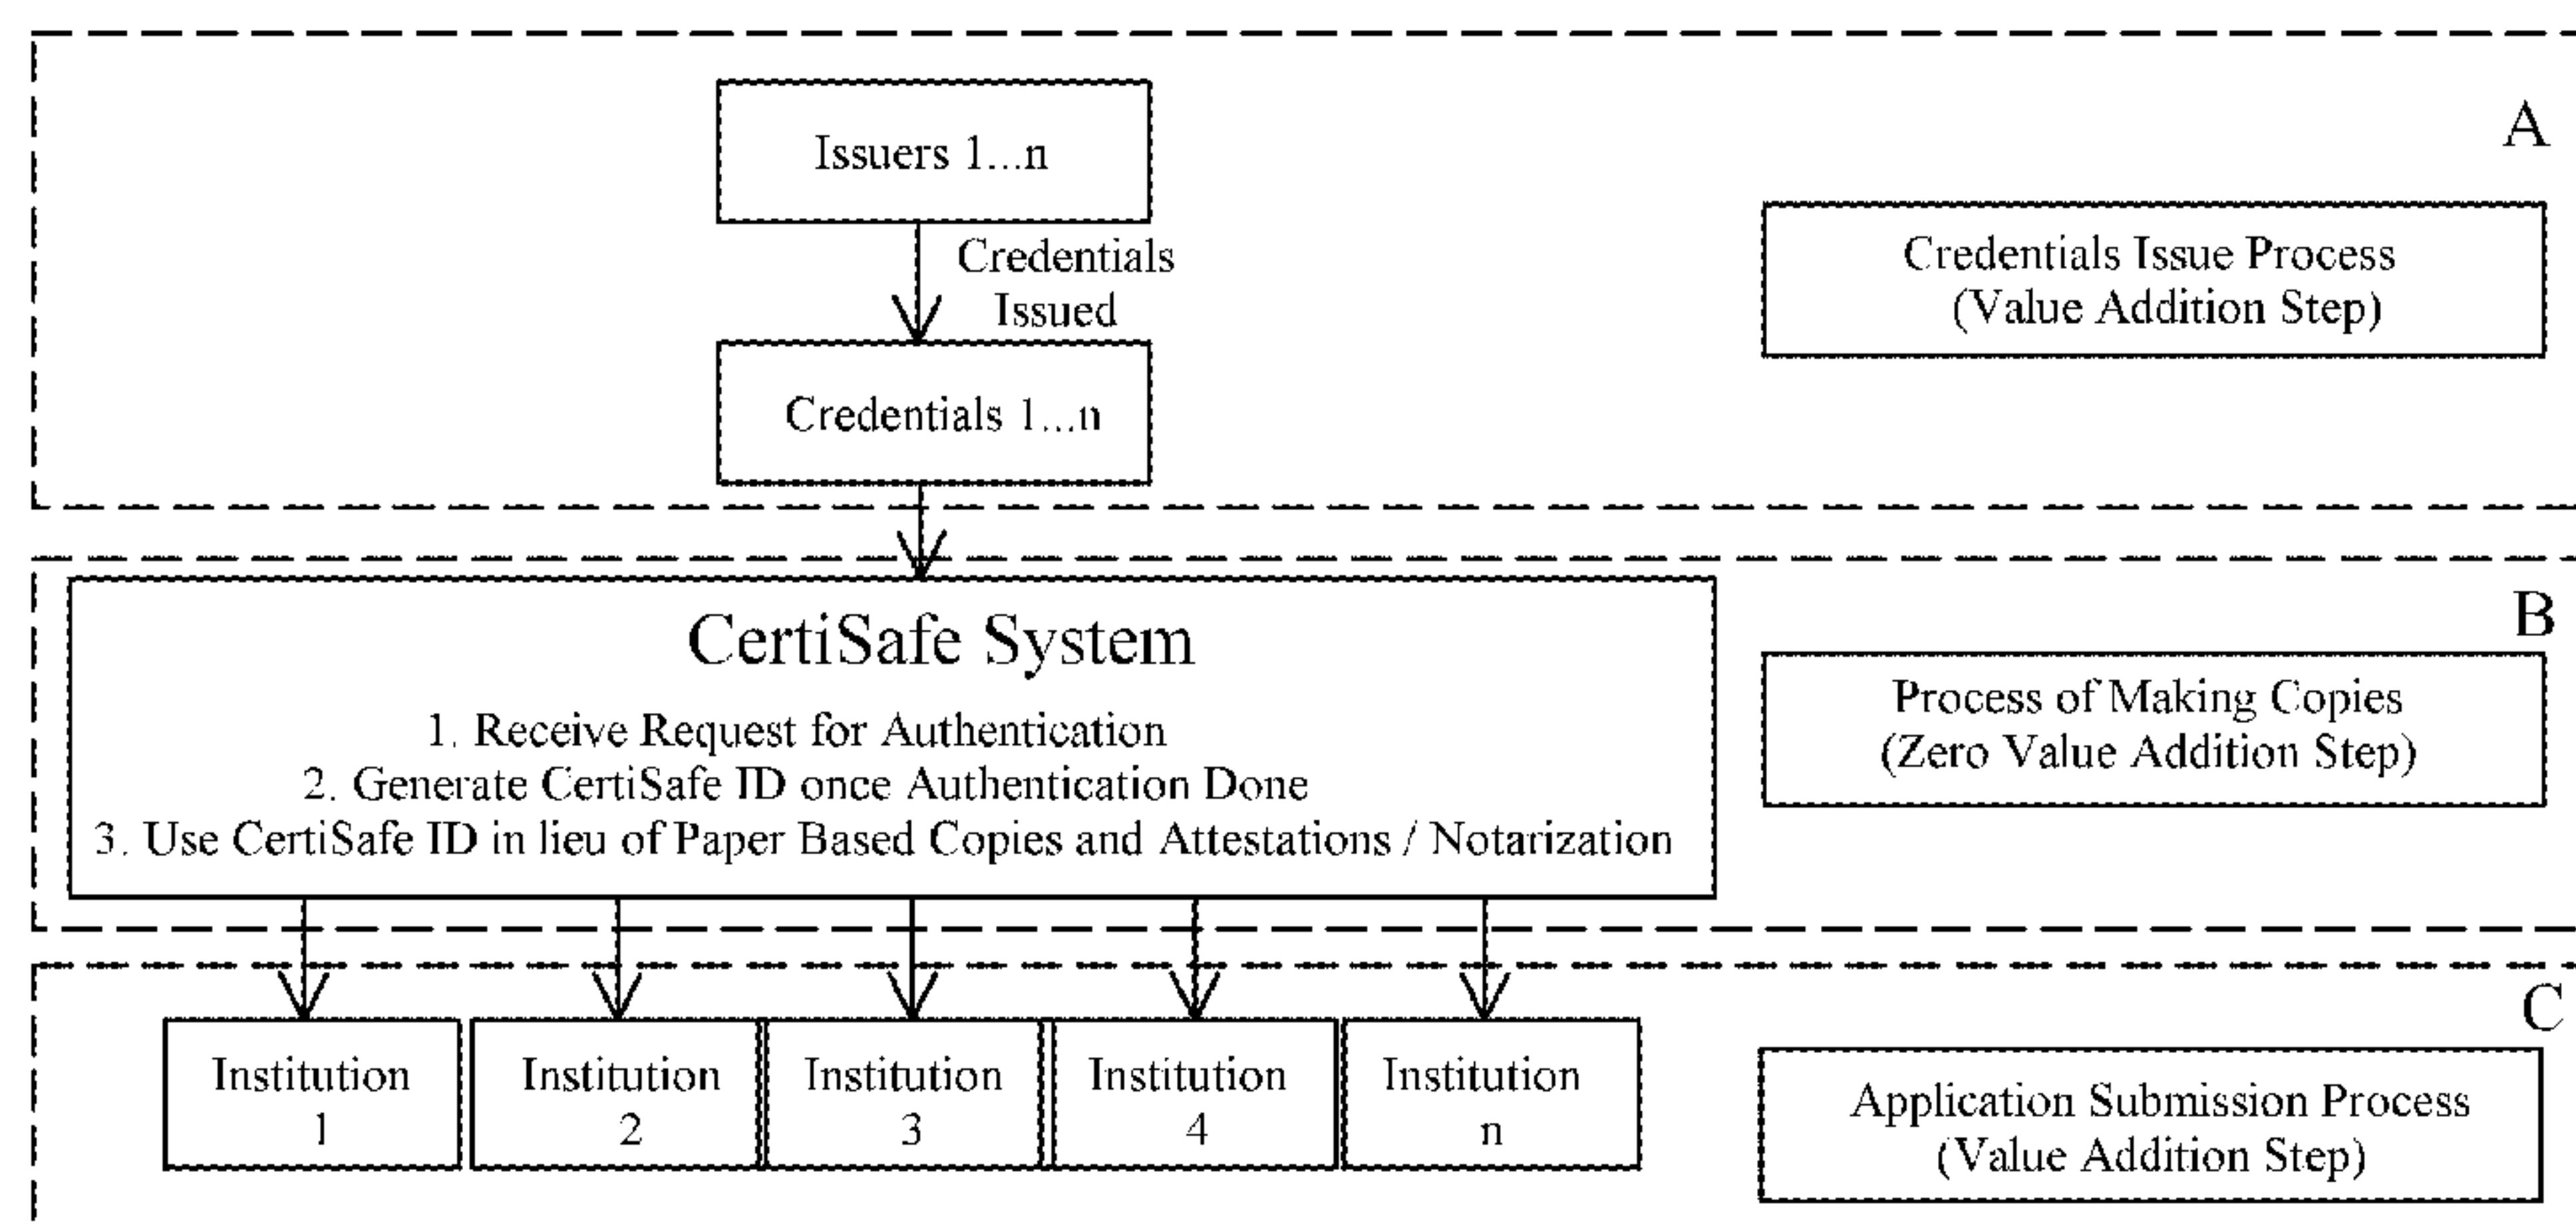 A
Issuers 1...n
Credentials Issue Process
(Value Addition Step)
Credentials
Issued
Credentials 1...n
B
CertiSafe System
1. Receive Request for Authentication
2. Generate CertiSafe ID once Authentication Done
3. Use CertiSafe ID in lieu of Paper Based Copies and Attestations / Notarization
Process of Making Copies
(Zero Value Addition Step)
C
Institution
1
Institution
2
Institution
3
Institution
4
Institution
n
Application Submission Process
(Value Addition Step)